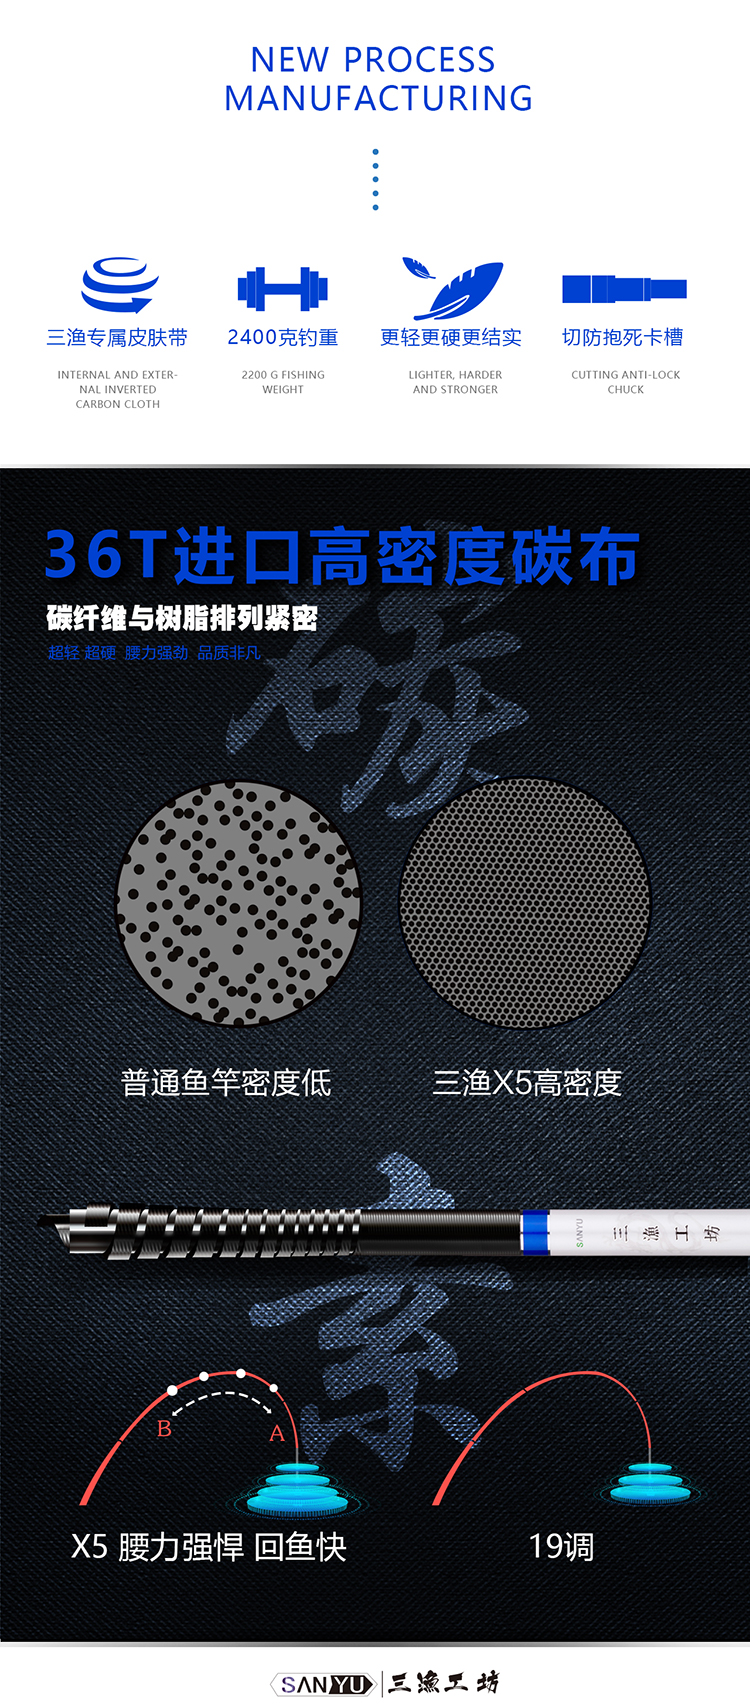 NEW PROCESS
MANUFACTURING
三渔专属皮肤带
2400克钓重
更轻更硬更结实
切防抱死卡槽
INTERNAL AND EXTER-
NAL INVERTED
CARBON CLOTH
2200 G FISHING
WEIGHT
LIGHTER, HARDER
AND STRONGER
CUTTING ANTI-LOCK
CHUCK
36T进口高密度碳布
碳纤维与树脂排列紧密
超轻 超硬 腰力强劲 品质非凡
碳
普通鱼竿密度低
三渔X5高密度
SANYU 三渔工坊
素
B
A
X5 腰力强悍 回鱼快
19调
SANYU 三渔工坊